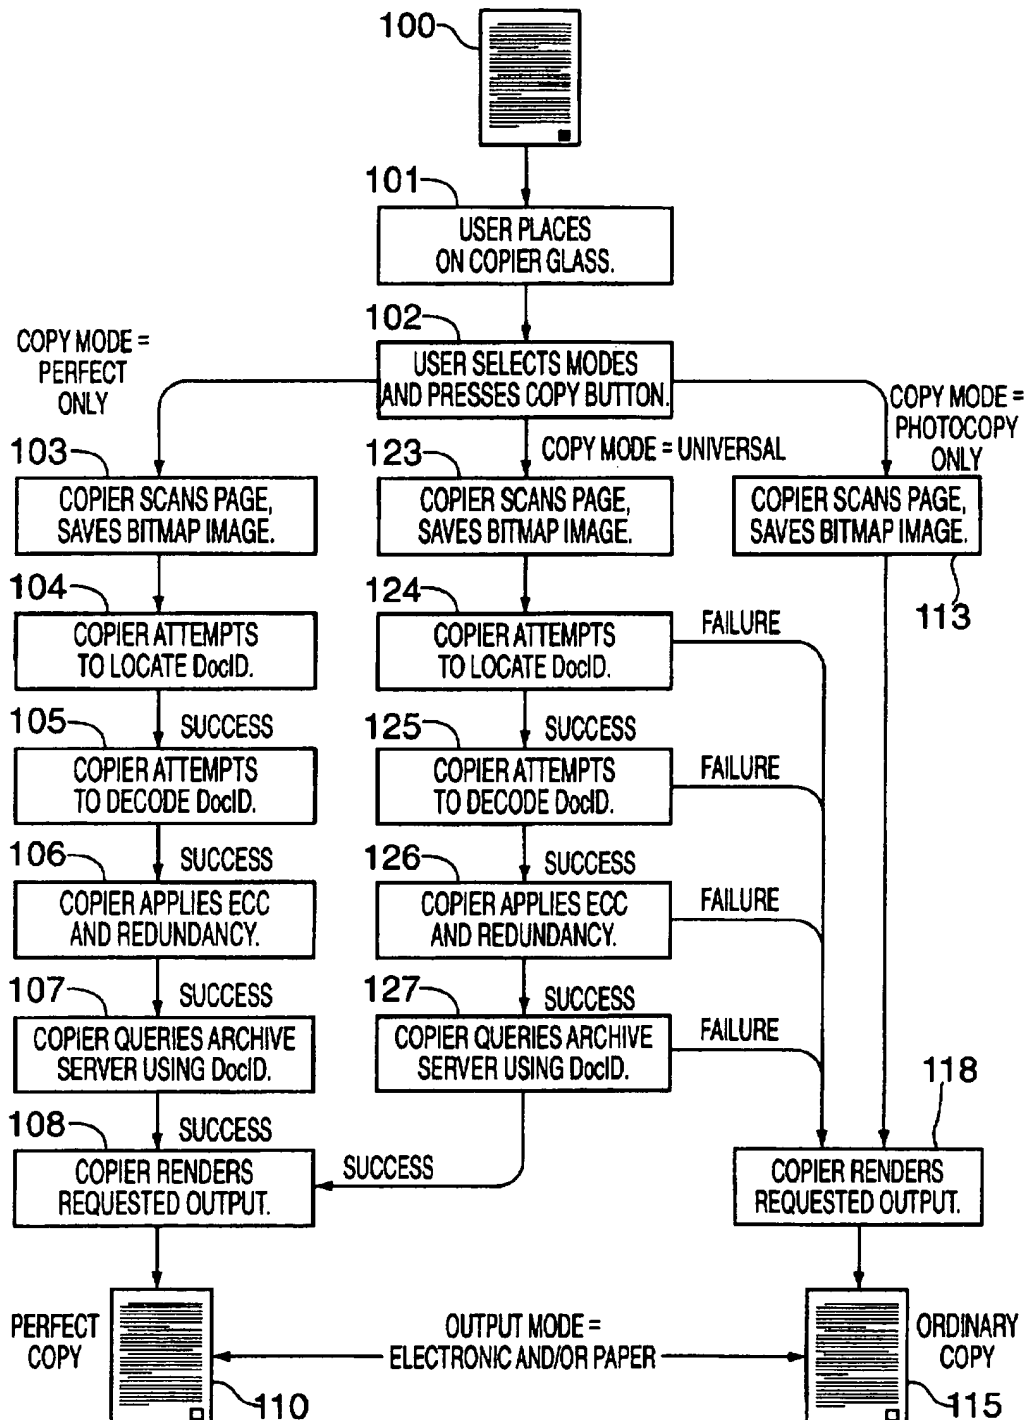 100
101
USER PLACES
ON COPIER GLASS.
102
USER SELECTS MODES
AND PRESSES COPY BUTTON.
COPY MODE =
PERFECT
ONLY
COPY MODE = UNIVERSAL
COPY MODE =
PHOTOCOPY
ONLY
103
COPIER SCANS PAGE,
SAVES BITMAP IMAGE.
123
COPIER SCANS PAGE,
SAVES BITMAP IMAGE.
COPIER SCANS PAGE,
SAVES BITMAP IMAGE.
113
104
COPIER ATTEMPTS
TO LOCATE DocID.
124
COPIER ATTEMPTS
TO LOCATE DocID.
FAILURE
SUCCESS
SUCCESS
105
COPIER ATTEMPTS
TO DECODE DocID.
125
COPIER ATTEMPTS
TO DECODE DocID.
FAILURE
SUCCESS
SUCCESS
106
COPIER APPLIES ECC
AND REDUNDANCY.
126
COPIER APPLIES ECC
AND REDUNDANCY.
FAILURE
SUCCESS
SUCCESS
107
COPIER QUERIES ARCHIVE
SERVER USING DocID.
127
COPIER QUERIES ARCHIVE
SERVER USING DocID.
FAILURE
SUCCESS
SUCCESS
108
COPIER RENDERS
REQUESTED OUTPUT.
118
COPIER RENDERS
REQUESTED OUTPUT.
PERFECT
COPY
110
OUTPUT MODE =
ELECTRONIC AND/OR PAPER
ORDINARY
COPY
115